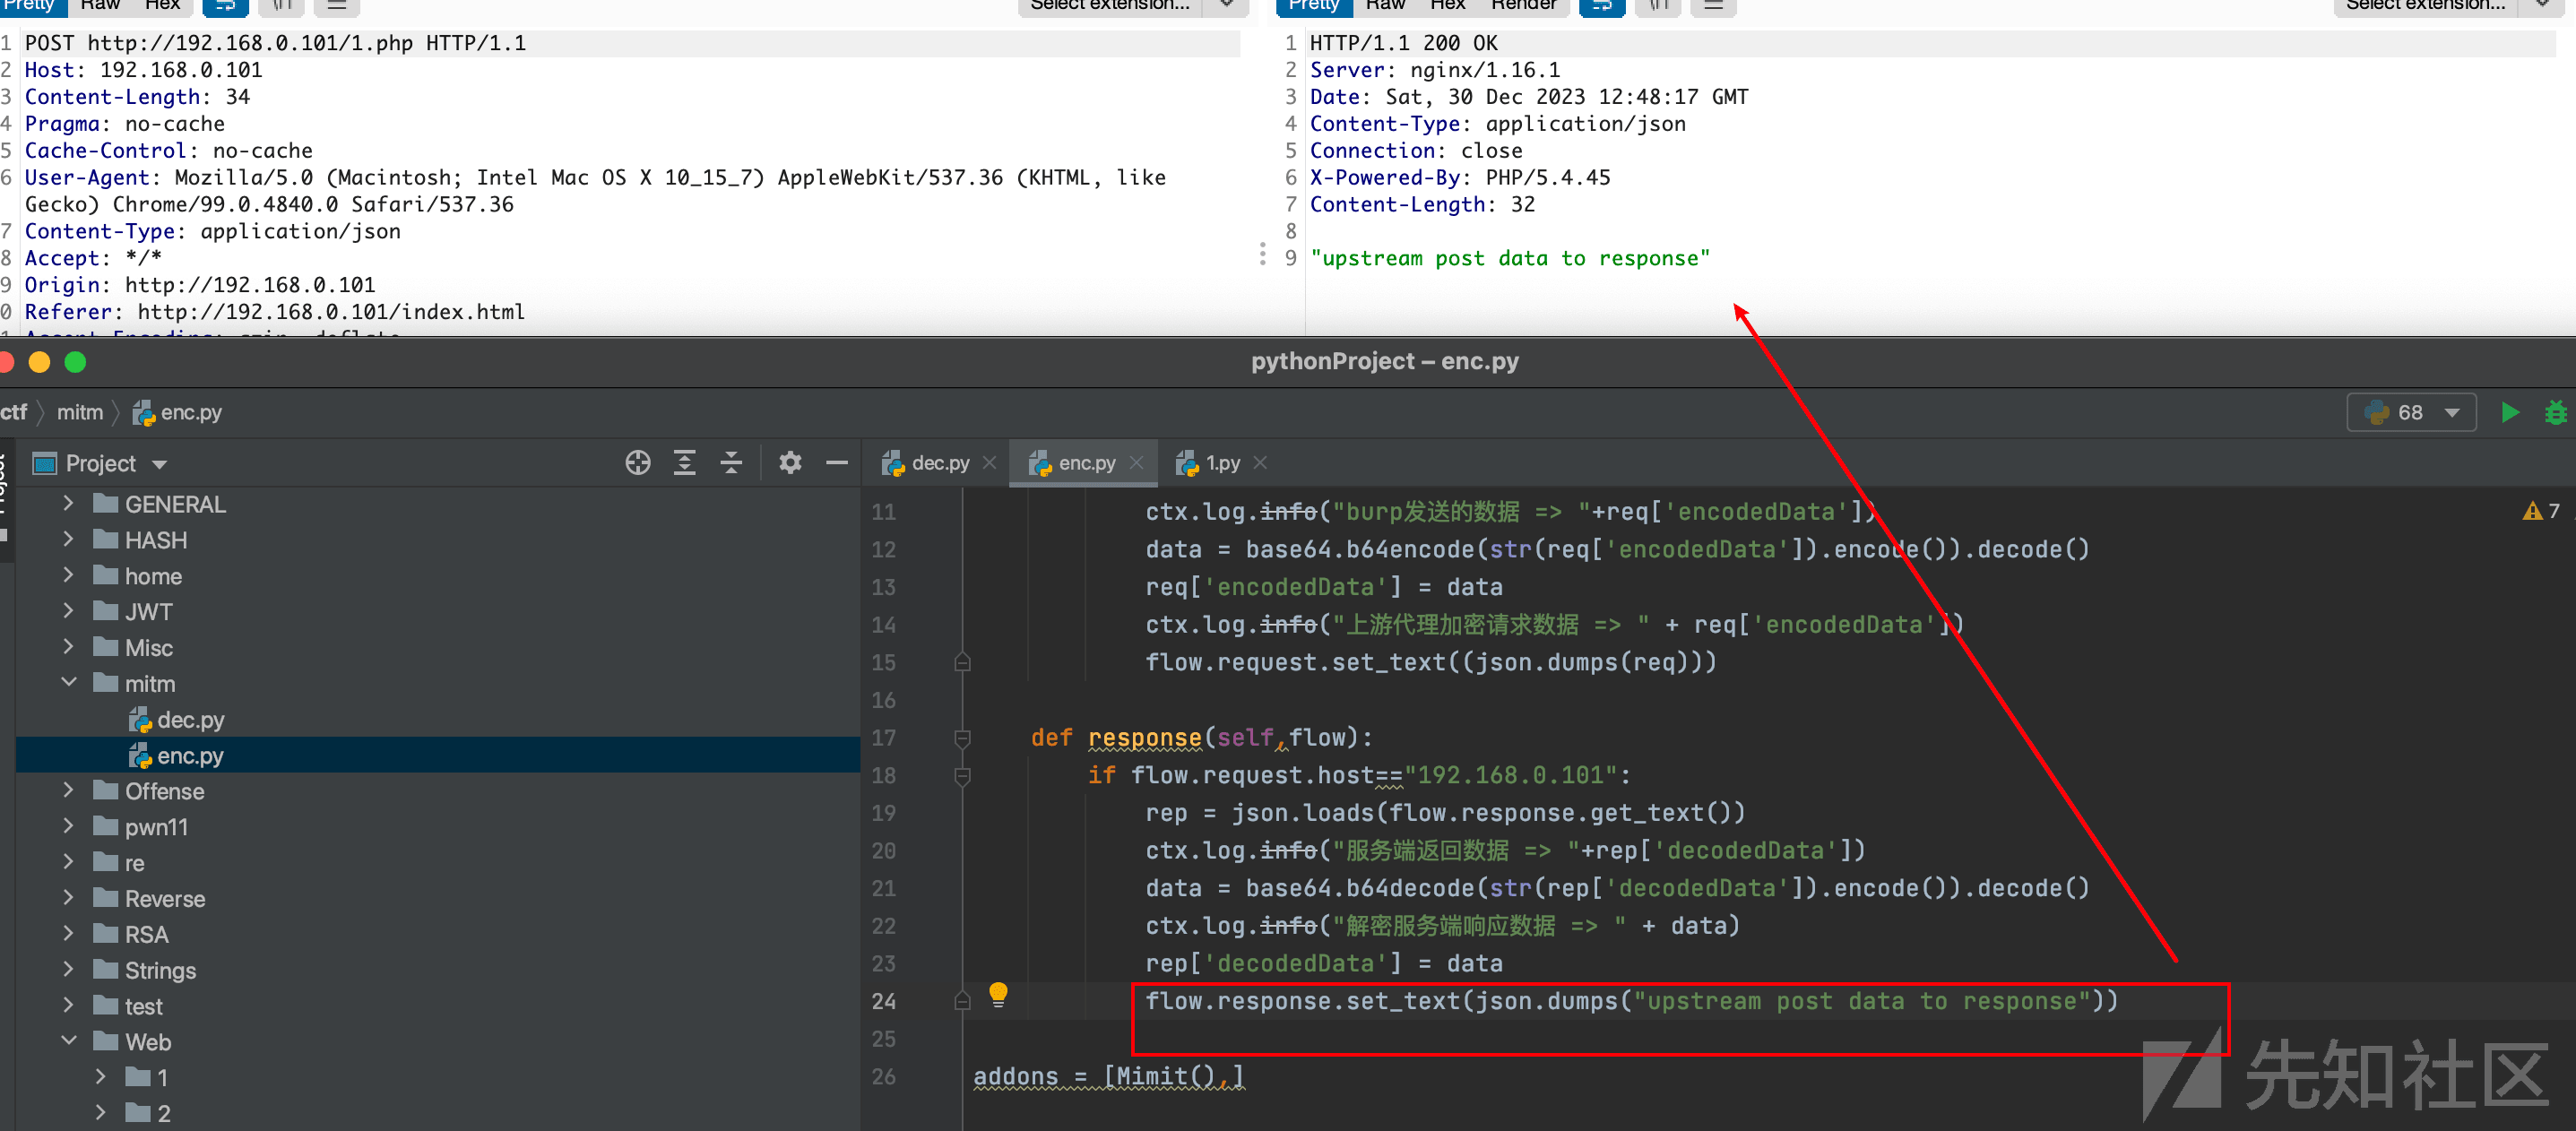 Pretty Raw Hex Select extension...
Pretty Raw Hex Render Select extension...
1 POST http://192.168.0.101/1.php HTTP/1.1
2 Host: 192.168.0.101
3 Content-Length: 34
4 Pragma: no-cache
5 Cache-Control: no-cache
6 User-Agent: Mozilla/5.0 (Macintosh; Intel Mac OS X 10_15_7) AppleWebKit/537.36 (KHTML, like
Gecko) Chrome/99.0.4840.0 Safari/537.36
7 Content-Type: application/json
8 Accept: */*
9 Origin: http://192.168.0.101
0 Referer: http://192.168.0.101/index.html
1 Accept-Encoding: gzip, deflate
1 HTTP/1.1 200 OK
2 Server: nginx/1.16.1
3 Date: Sat, 30 Dec 2023 12:48:17 GMT
4 Content-Type: application/json
5 Connection: close
6 X-Powered-By: PHP/5.4.45
7 Content-Length: 32
8
9 "upstream post data to response"
pythonProject – enc.py
ctf mitm enc.py
68
Project
Project
GENERAL
HASH
home
JWT
Misc
mitm
dec.py
enc.py
Offense
pwn11
re
Reverse
RSA
Strings
test
Web
1
2
dec.py enc.py 1.py
7
11 ctx.log.info("burp发送的数据 => "+req['encodedData'])
12 data = base64.b64encode(str(req['encodedData']).encode()).decode()
13 req['encodedData'] = data
14 ctx.log.info("上游代理加密请求数据 => " + req['encodedData'])
15 flow.request.set_text((json.dumps(req)))
16
17 def response(self,flow):
18 if flow.request.host=="192.168.0.101":
19 rep = json.loads(flow.response.get_text())
20 ctx.log.info("服务端返回数据 => "+rep['decodedData'])
21 data = base64.b64decode(str(rep['decodedData']).encode()).decode()
22 ctx.log.info("解密服务端响应数据 => " + data)
23 rep['decodedData'] = data
24 flow.response.set_text(json.dumps("upstream post data to response"))
25
26 addons = [Mimit(),]
先知社区